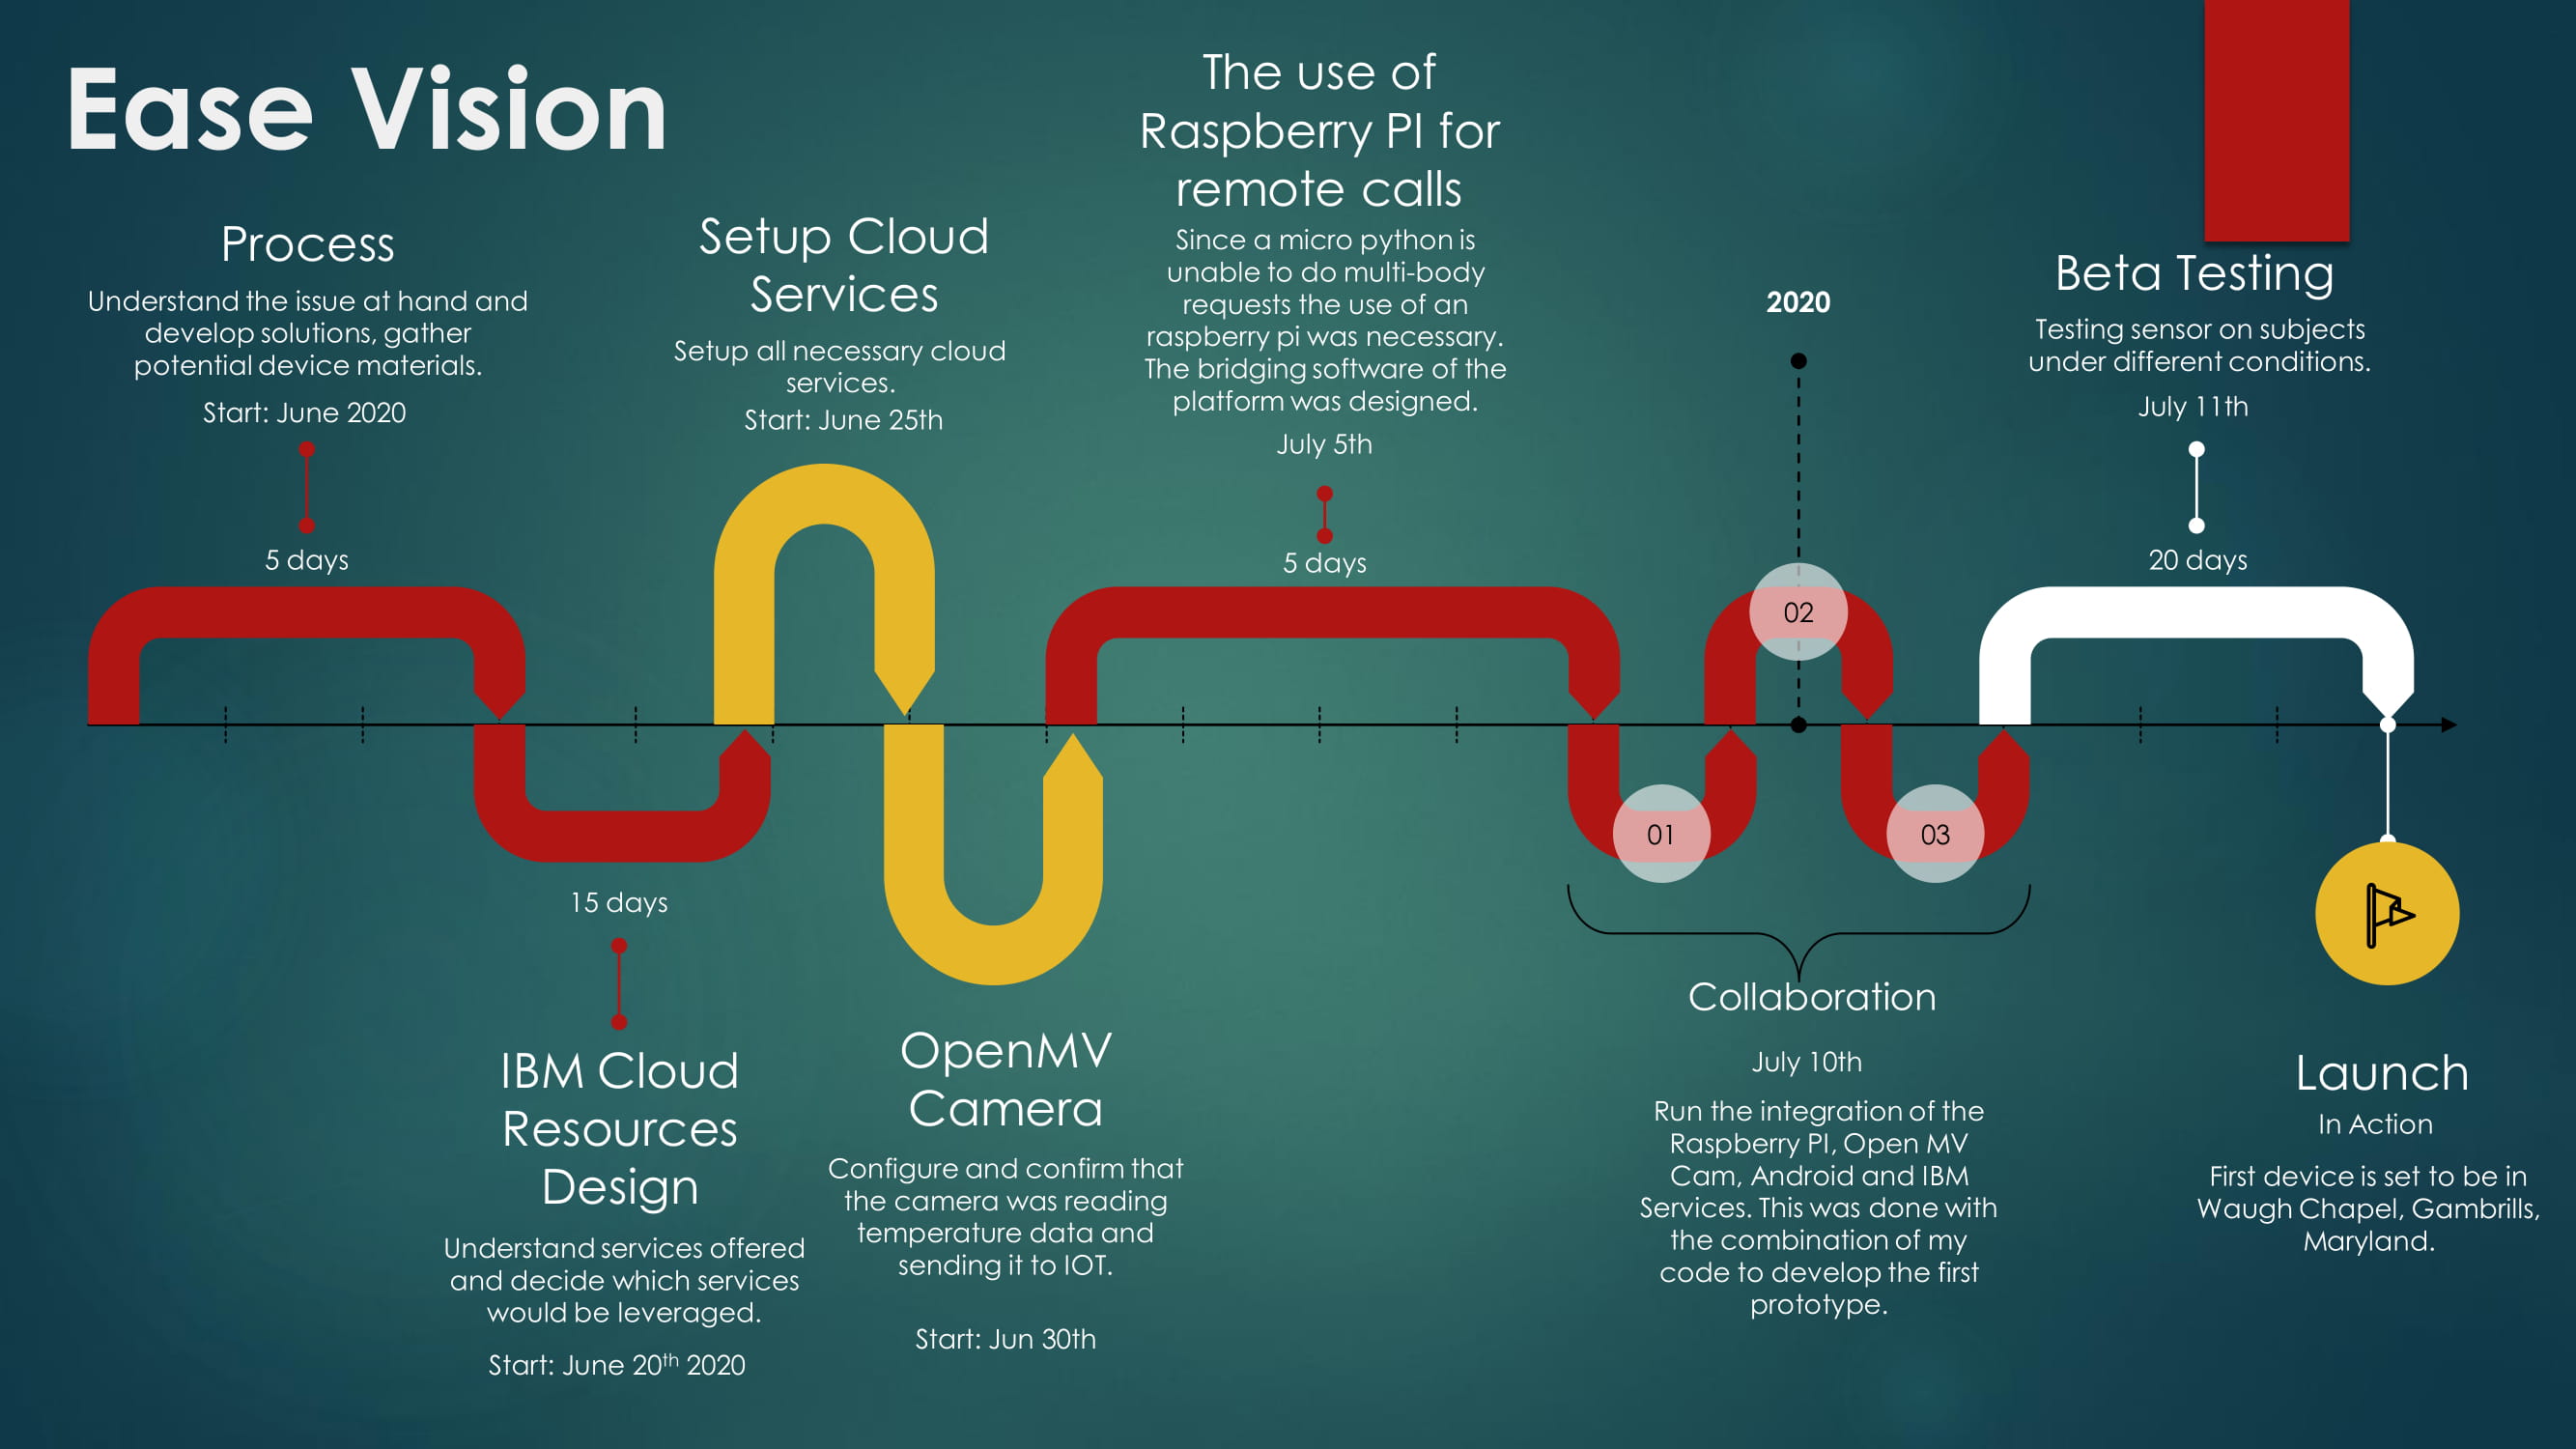 Ease Vision
Process
Understand the issue at hand and
develop solutions, gather
potential device materials.
Start: June 2020
5 days
15 days
IBM Cloud
Resources
Design
Understand services offered
and decide which services
would be leveraged.
Start: June 20th 2020
Setup Cloud
Services
Setup all necessary cloud
services.
Start: June 25th
OpenMV
Camera
Configure and confirm that
the camera was reading
temperature data and
sending it to IOT.
Start: Jun 30th
The use of
Raspberry PI for
remote calls
Since a micro python is
unable to do multi-body
requests the use of an
raspberry pi was necessary.
The bridging software of the
platform was designed.
July 5th
5 days
2020
01
02
03
Collaboration
July 10th
Run the integration of the
Raspberry PI, Open MV
Cam, Android and IBM
Services. This was done with
the combination of my
code to develop the first
prototype.
Beta Testing
Testing sensor on subjects
under different conditions.
July 11th
20 days
Launch
In Action
First device is set to be in
Waugh Chapel, Gambrills,
Maryland.